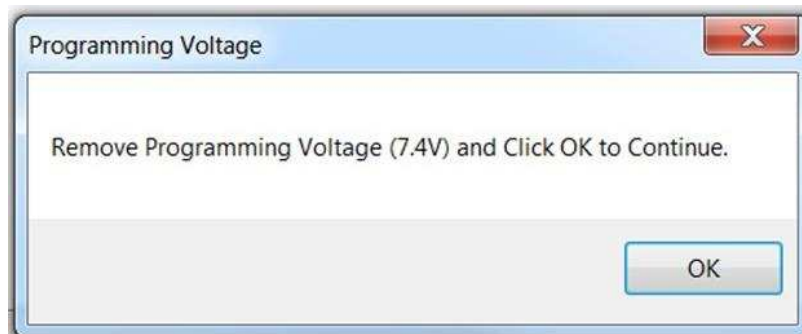 Programming Voltage
Remove Programming Voltage (7.4V) and Click OK to Continue.
OK